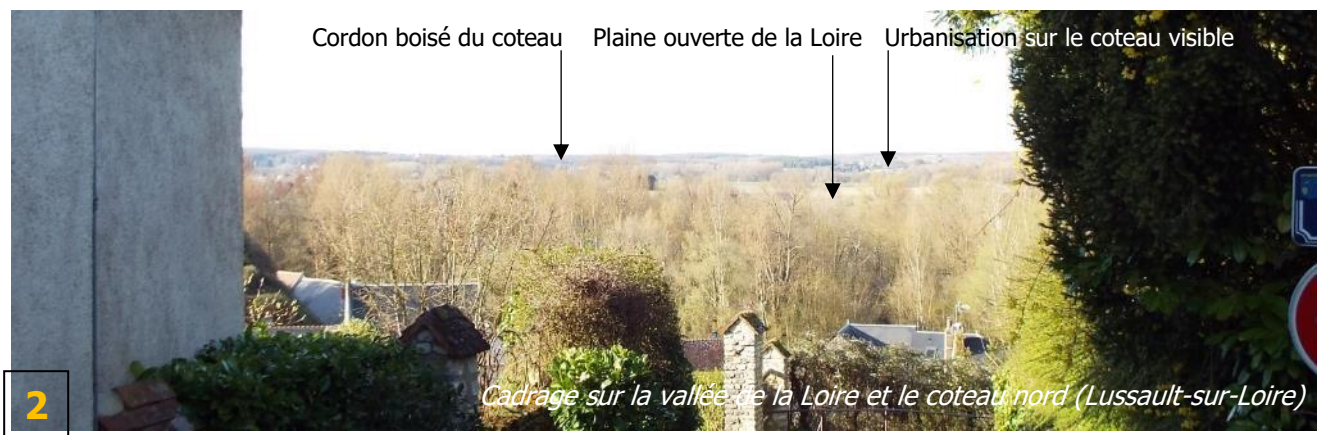 Cordon boisé du coteau Plaine ouverte de la Loire Urbanisation sur le coteau visible
2
Cadrage sur la vallée de la Loire et le coteau nord (Lussault-sur-Loire)